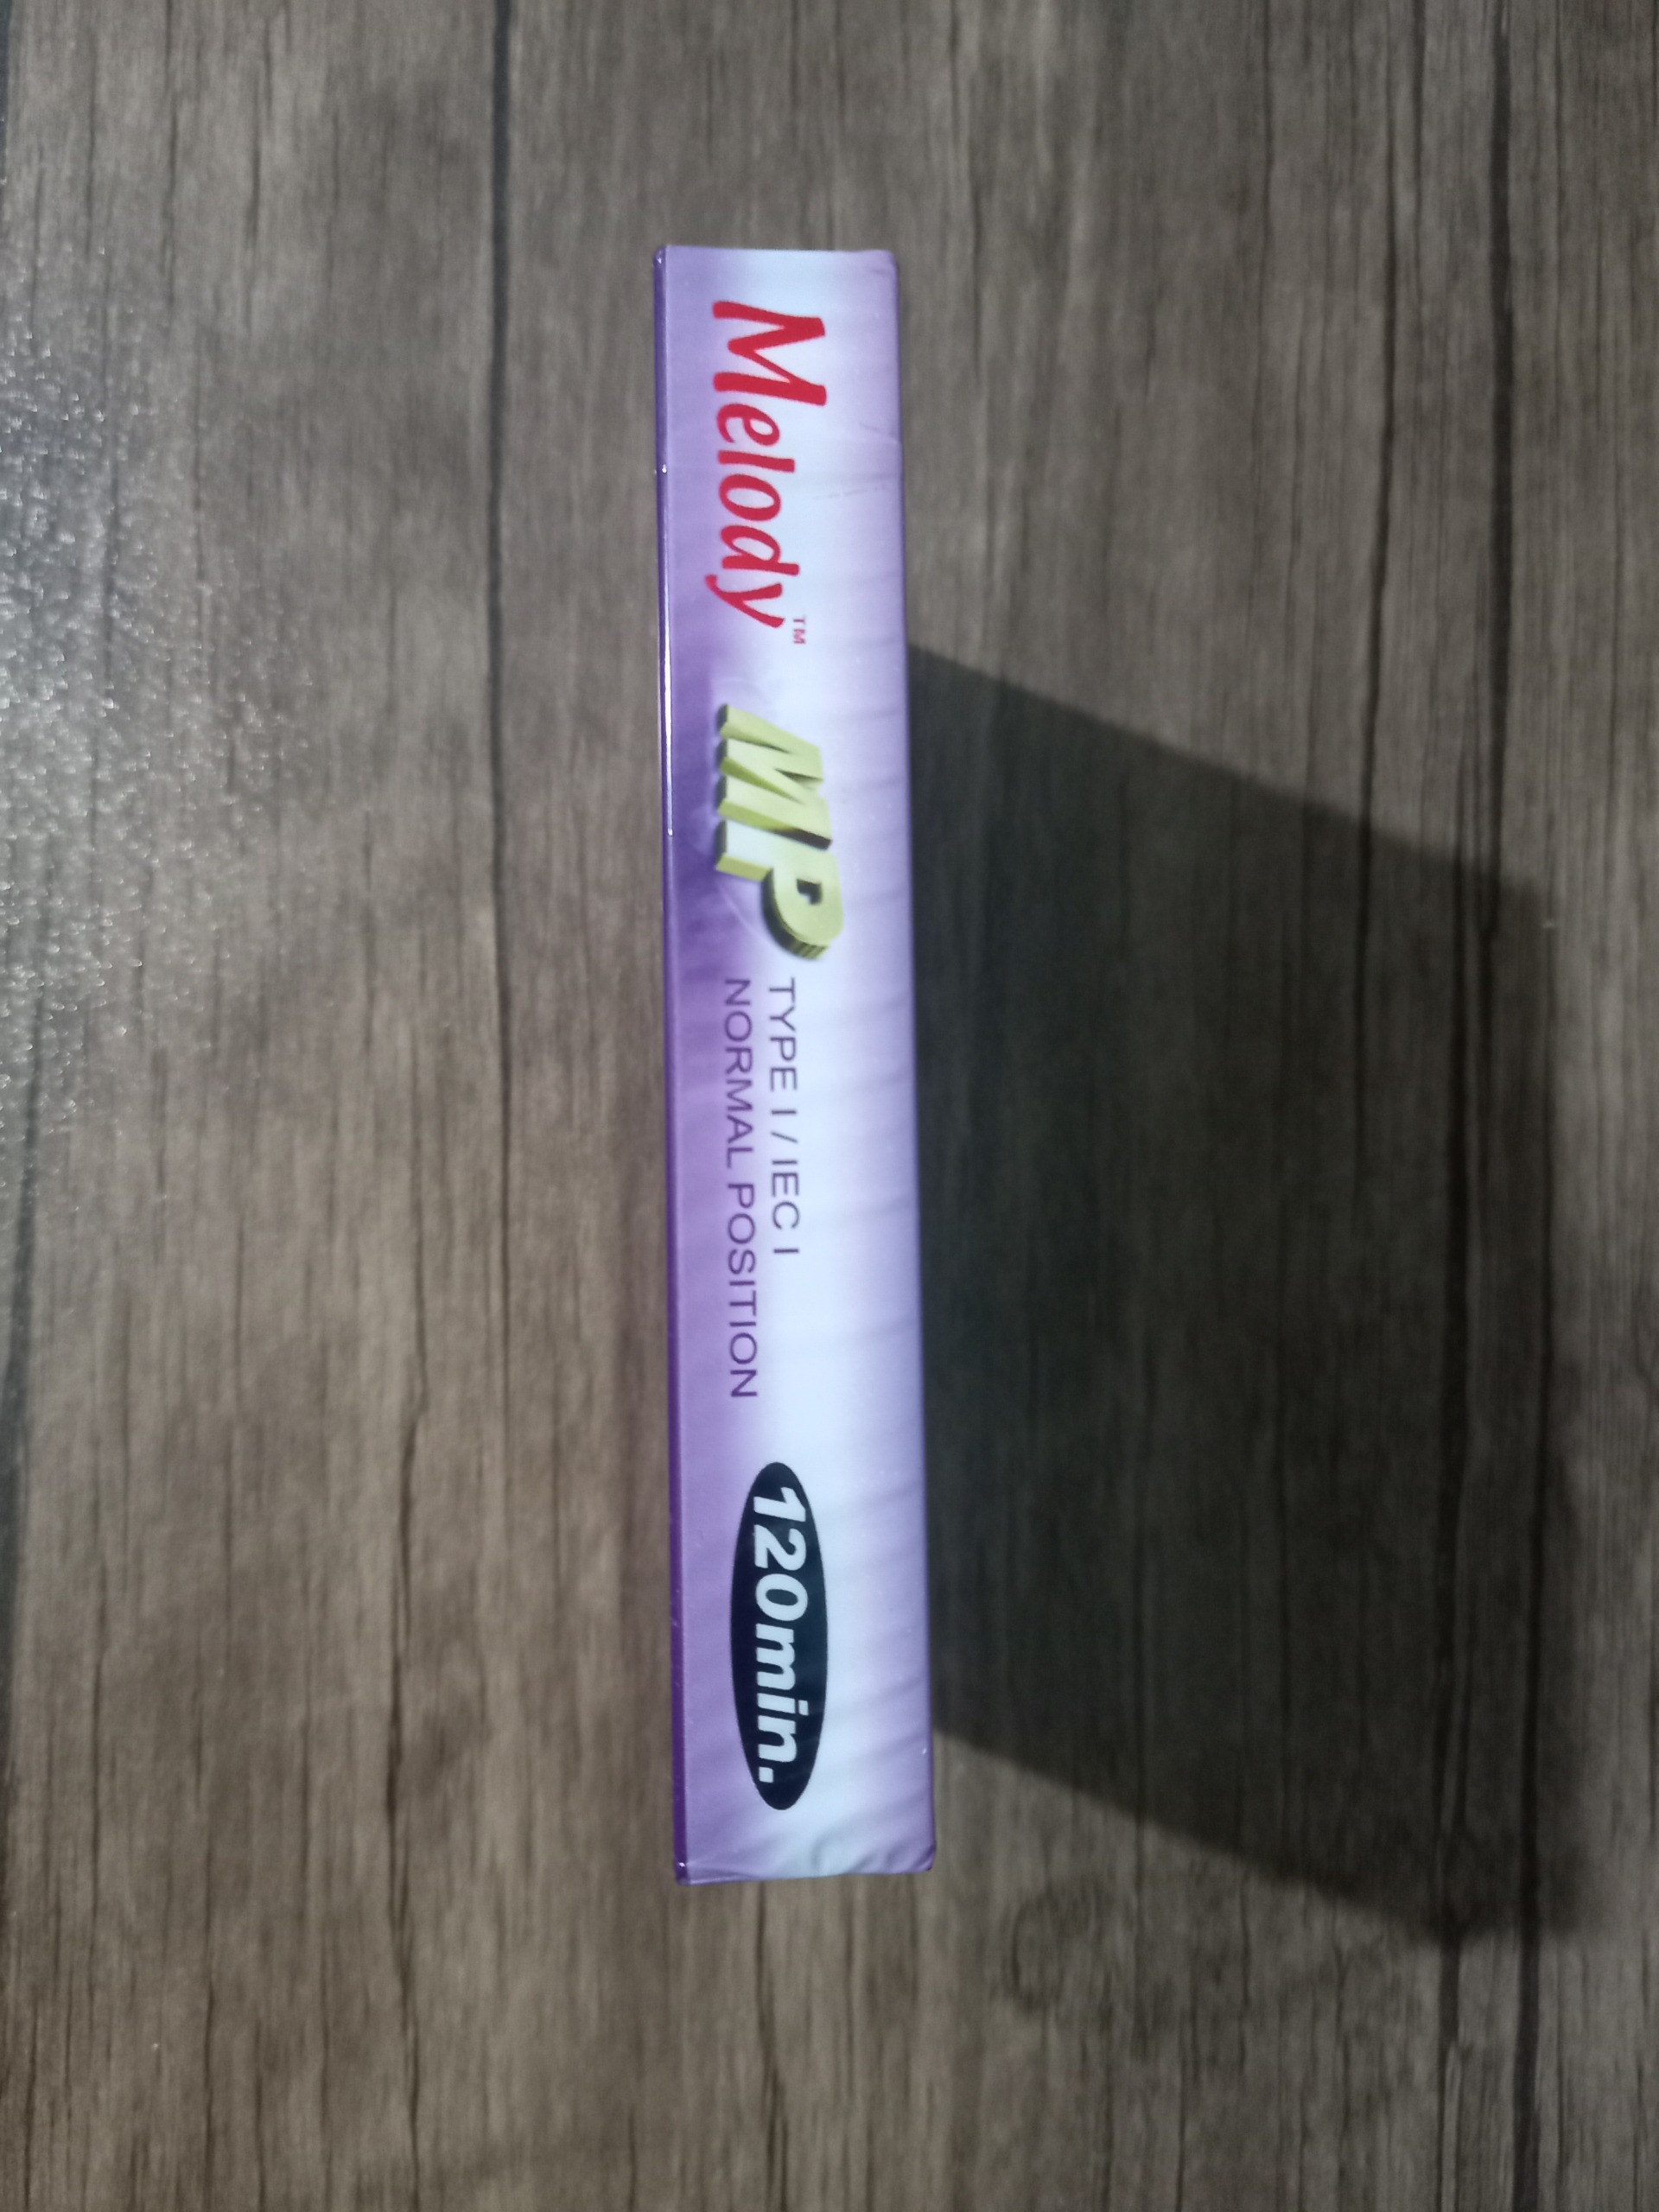 Melody™
MP
TYPE I / IEC I
NORMAL POSITION
120min.